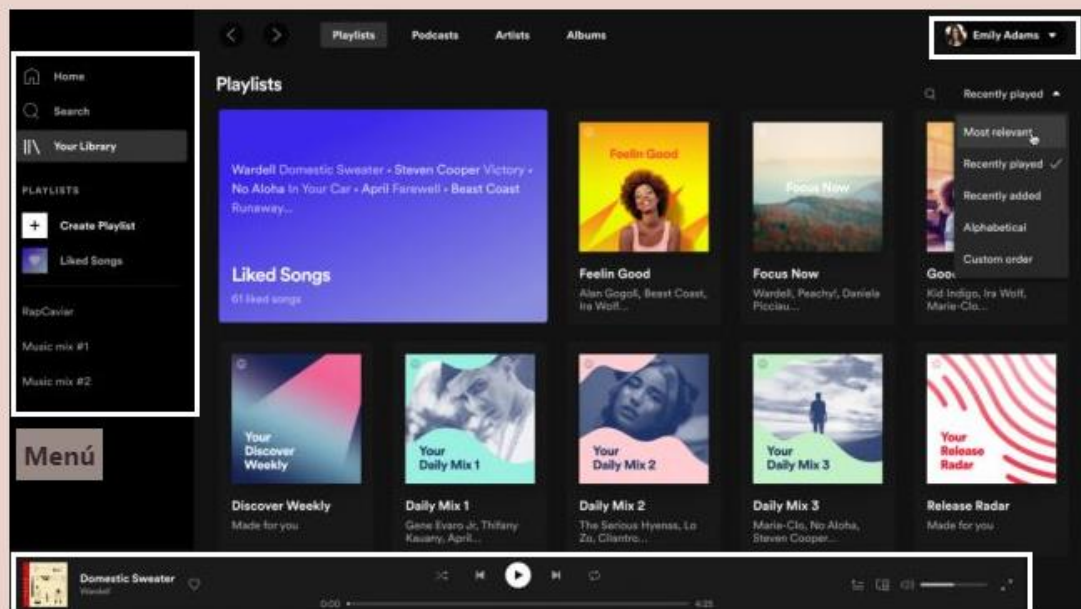 Playlists
Podcasts
Artists
Albums
Emily Adams
Home
Search
Your Library
PLAYLISTS
Create Playlist
Liked Songs
RapCaviar
Music mix #1
Music mix #2
Menú
Playlists
Recently played
Most relevant
Recently played
Recently added
Alphabetical
Custom order
Wardell Domestic Sweater • Steven Cooper Victory •
No Aloha In Your Car • April Farewell • Beast Coast
Runaway...
Liked Songs
61 liked songs
Feelin Good
Feelin Good
Alan Gogoll, Beast Coast,
Ira Wolf...
Focus Now
Focus Now
Wardell, Peachy!, Daniela
Picciau...
Kid Indigo, Ira Wolf,
Marie-Clo...
Your
Discover
Weekly
Discover Weekly
Made for you
Your
Daily Mix 1
Daily Mix 1
Gene Evaro Jr, Thifany
Kauany, April...
Your
Daily Mix 2
Daily Mix 2
The Serious Hyenas, Lo
Zo, Cliantro...
Your
Daily Mix 3
Daily Mix 3
Marie-Clo, No Aloha,
Steven Cooper...
Your
Release
Radar
Release Radar
Made for you
Domestic Sweater
Wardell
0:00
4:25